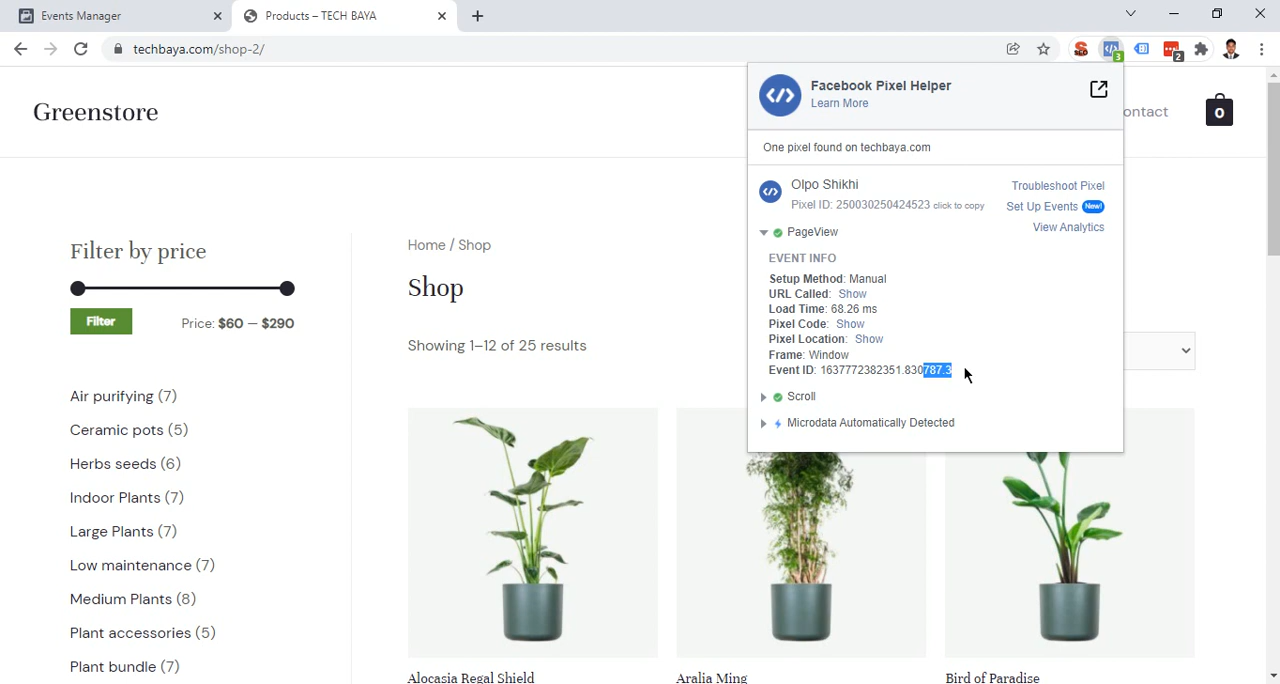 Events Manager
Products – TECH BAYA
techbaya.com/shop-2/
3
2
Greenstore
ontact
0
Facebook Pixel Helper
Learn More
One pixel found on techbaya.com
Olpo Shikhi
Pixel ID: 250030250424523 click to copy
Troubleshoot Pixel
Set Up Events New!
View Analytics
PageView
EVENT INFO
Setup Method: Manual
URL Called: Show
Load Time: 68.26 ms
Pixel Code: Show
Pixel Location: Show
Frame: Window
Event ID: 1637772382351.830787.3
Scroll
Microdata Automatically Detected
Filter by price
Filter
Price: $60 — $290
Air purifying (7)
Ceramic pots (5)
Herbs seeds (6)
Indoor Plants (7)
Large Plants (7)
Low maintenance (7)
Medium Plants (8)
Plant accessories (5)
Plant bundle (7)
Home / Shop
Shop
Showing 1–12 of 25 results
Alocasia Regal Shield
Aralia Ming
Bird of Paradise